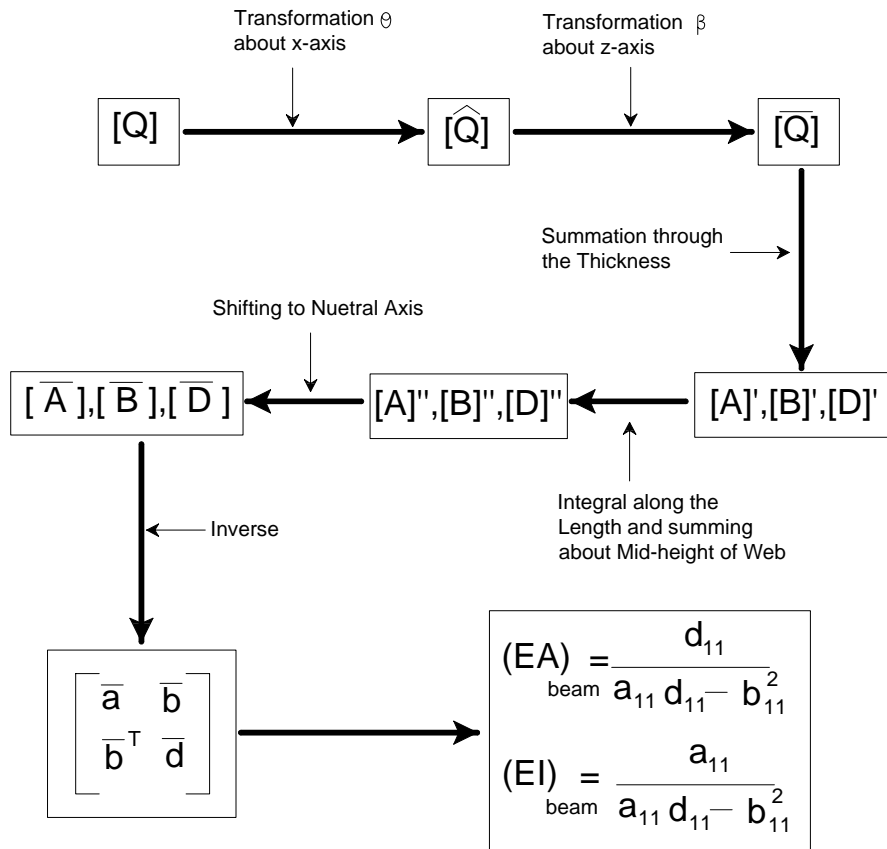 Transformation θ
about x-axis
Transformation β
about z-axis
[Q]
[Q̂]
[Q̅]
Summation through
the Thickness
Shifting to Nuetral Axis
[ A̅ ],[ B̅ ],[ D̅ ]
[A]'',[B]'',[D]''
[A]',[B]',[D]'
Integral along the
Length and summing
about Mid-height of Web
Inverse
a̅ b̅
b̅ᵀ d̅
(EA)beam = d₁₁ / a₁₁ d₁₁ − b₁₁²
(EI)beam = a₁₁ / a₁₁ d₁₁ − b₁₁²